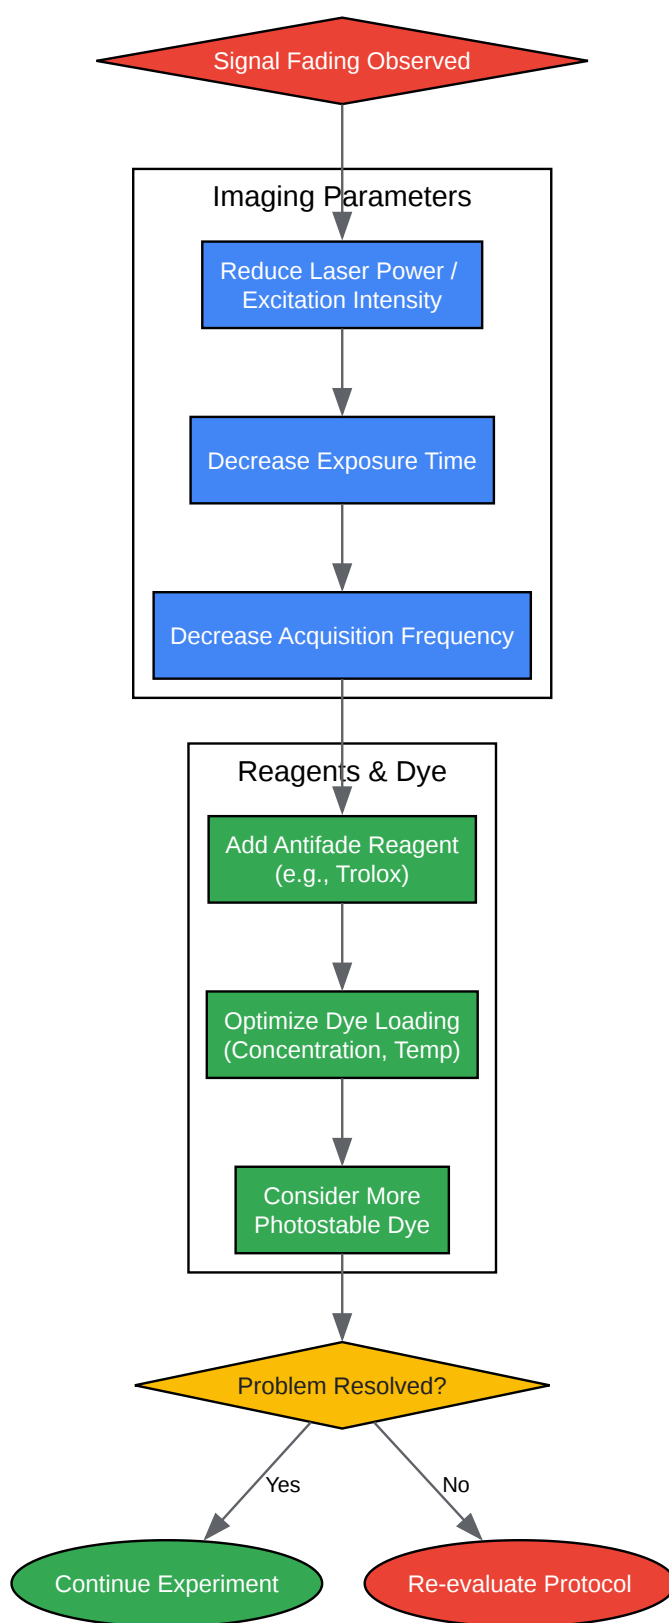 Signal Fading Observed
Imaging Parameters
Reduce Laser Power /
Excitation Intensity
Decrease Exposure Time
Decrease Acquisition Frequency
Reagents & Dye
Add Antifade Reagent
(e.g., Trolox)
Optimize Dye Loading
(Concentration, Temp)
Consider More
Photostable Dye
Problem Resolved?
Yes
No
Continue Experiment
Re-evaluate Protocol